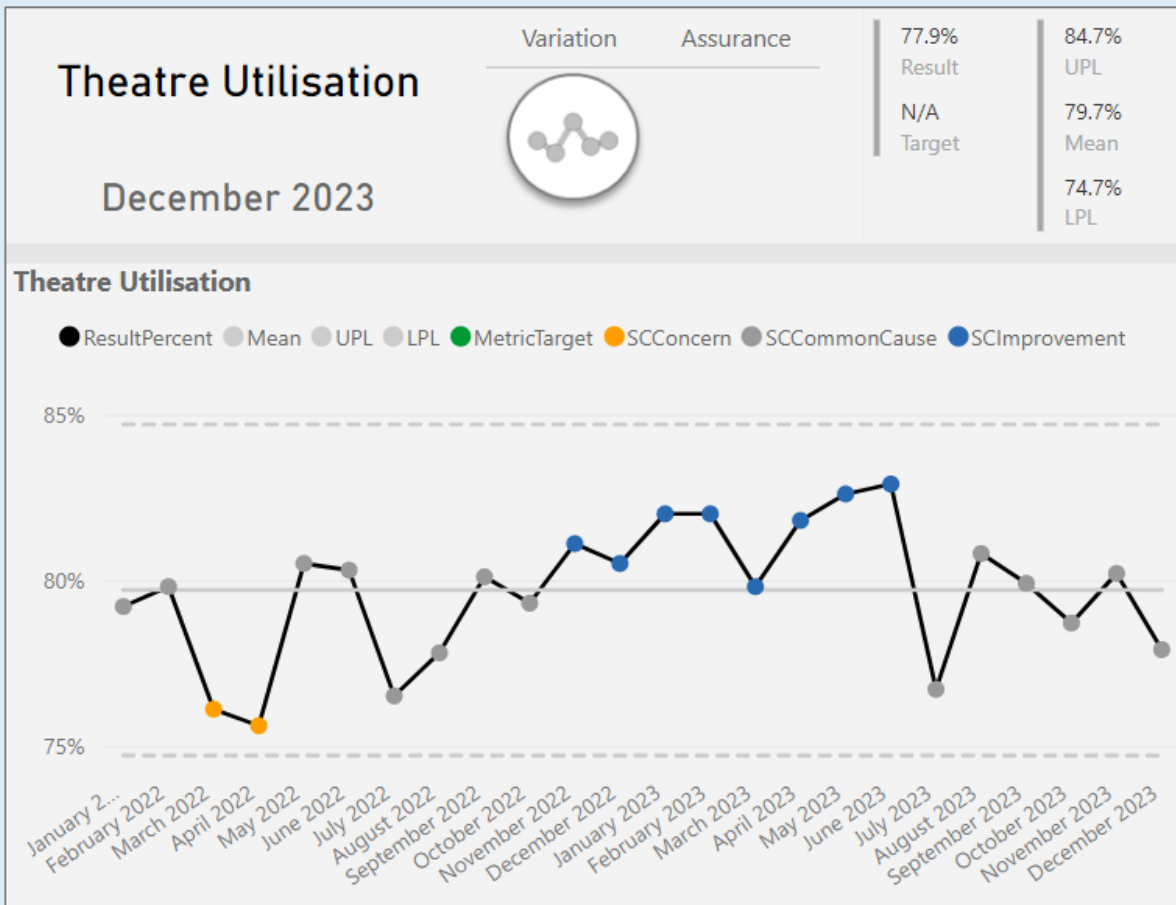 Theatre Utilisation
December 2023
Variation Assurance
77.9%
Result
N/A
Target
84.7%
UPL
79.7%
Mean
74.7%
LPL
Theatre Utilisation
ResultPercent Mean UPL LPL MetricTarget SCConcern SCCommonCause SCImprovement
85%
80%
75%
January 2...
February 2022
March 2022
April 2022
May 2022
June 2022
July 2022
August 2022
September 2022
October 2022
November 2022
December 2022
January 2023
February 2023
March 2023
April 2023
May 2023
June 2023
July 2023
August 2023
September 2023
October 2023
November 2023
December 2023